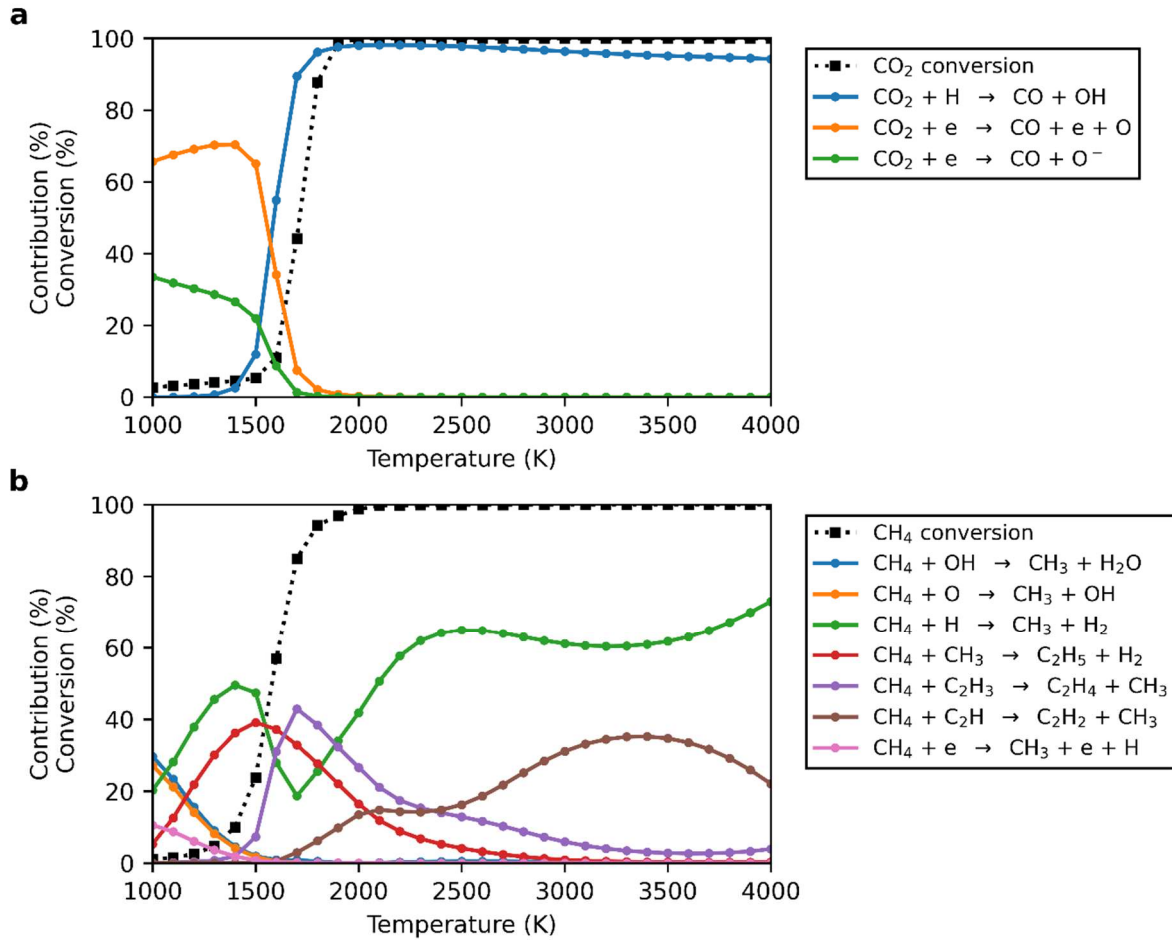 a
100
80
60
40
20
0
Contribution (%)
Conversion (%)
1000 1500 2000 2500 3000 3500 4000
Temperature (K)
CO₂ conversion
CO₂ + H → CO + OH
CO₂ + e → CO + e + O
CO₂ + e → CO + O⁻
b
100
80
60
40
20
0
Contribution (%)
Conversion (%)
1000 1500 2000 2500 3000 3500 4000
Temperature (K)
CH₄ conversion
CH₄ + OH → CH₃ + H₂O
CH₄ + O → CH₃ + OH
CH₄ + H → CH₃ + H₂
CH₄ + CH₃ → C₂H₅ + H₂
CH₄ + C₂H₃ → C₂H₄ + CH₃
CH₄ + C₂H → C₂H₂ + CH₃
CH₄ + e → CH₃ + e + H